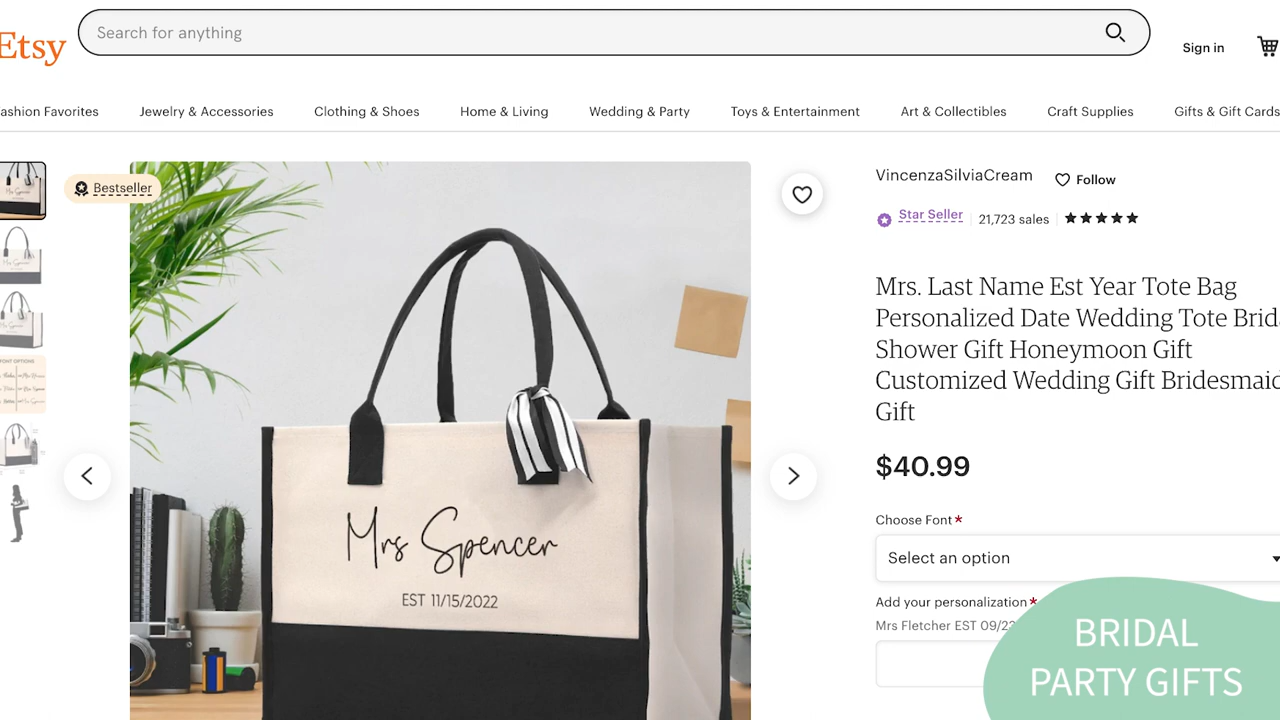 Etsy
Search for anything
Sign in
ashion Favorites
Jewelry & Accessories
Clothing & Shoes
Home & Living
Wedding & Party
Toys & Entertainment
Art & Collectibles
Craft Supplies
Gifts & Gift Cards
Bestseller
VincenzaSilviaCream
Follow
Star Seller
21,723 sales
Mrs. Last Name Est Year Tote Bag
Personalized Date Wedding Tote Brid
Shower Gift Honeymoon Gift
Customized Wedding Gift Bridesmaid
Gift
$40.99
Choose Font*
Select an option
Add your personalization*
Mrs Fletcher EST 09/23
Mrs Spencer
EST 11/15/2022
FONT OPTIONS
BRIDAL
PARTY GIFTS